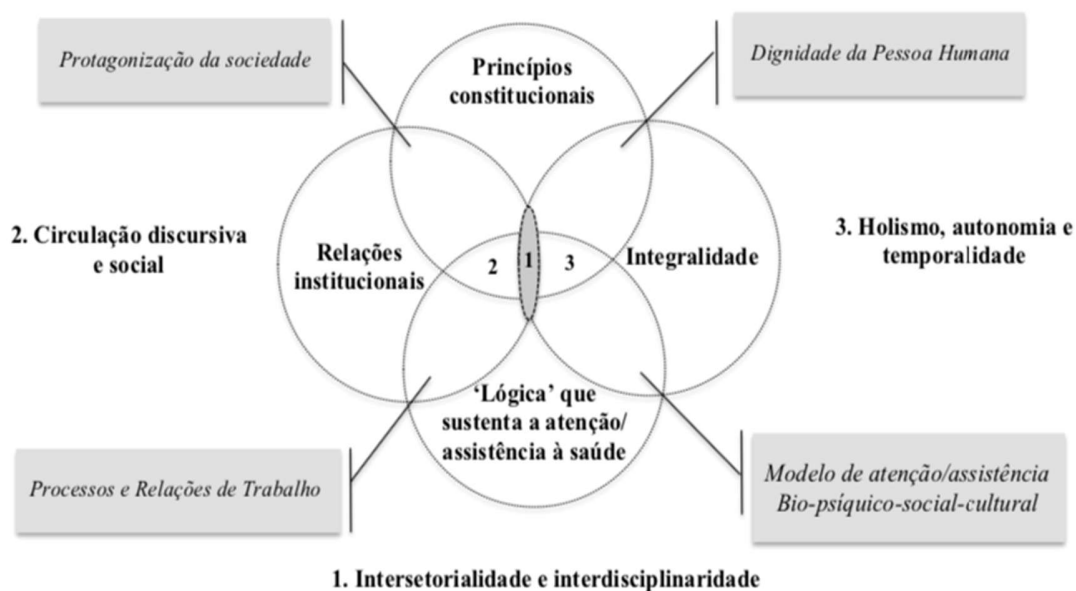 Protagonização da sociedade
Princípios
constitucionais
Dignidade da Pessoa Humana
2. Circulação discursiva
e social
Relações
institucionais
2
1
3
Integralidade
3. Holismo, autonomia e
temporalidade
‘Lógica’ que
sustenta a atenção/
assistência à saúde
Processos e Relações de Trabalho
Modelo de atenção/assistência
Bio-psíquico-social-cultural
1. Intersetorialidade e interdisciplinaridade